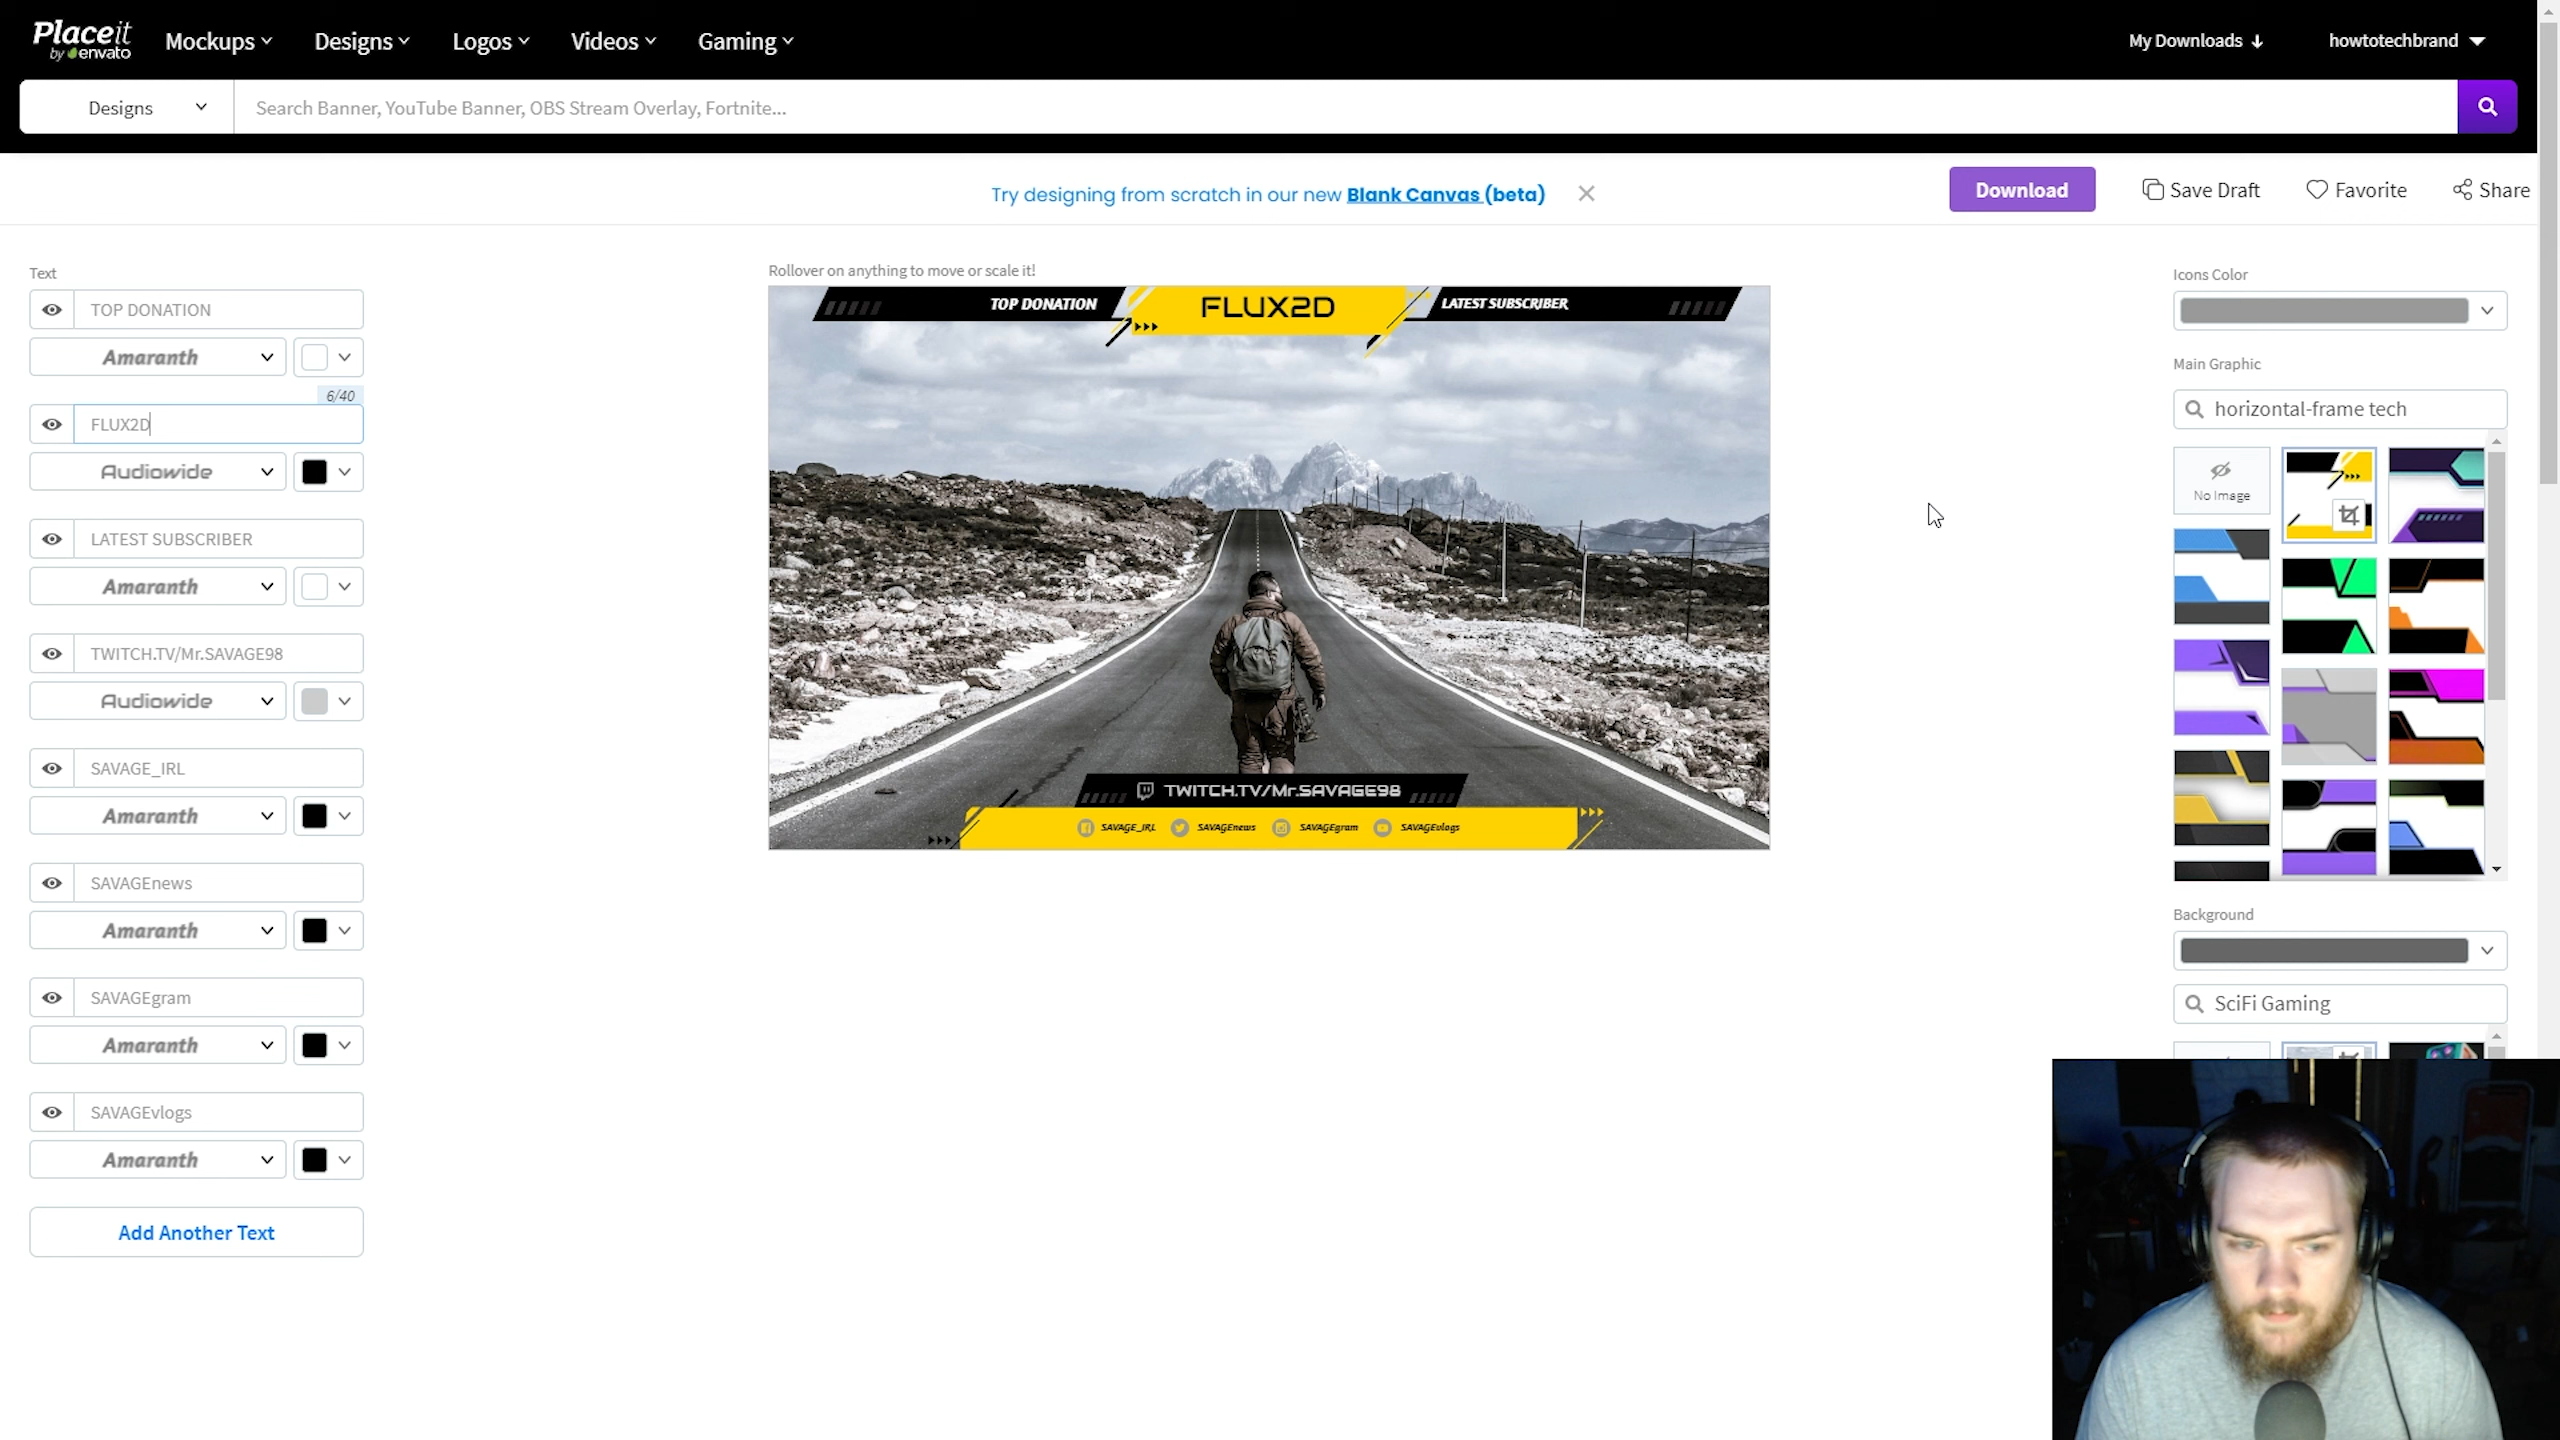 Placeit
by envato
Mockups
Designs
Logos
Videos
Gaming
My Downloads
howtotechbrand
Designs
Search Banner, YouTube Banner, OBS Stream Overlay, Fortnite...
Try designing from scratch in our new Blank Canvas (beta)
Download
Save Draft
Favorite
Share
Text
TOP DONATION
Amaranth
6/40
FLUX2D
Audiowide
LATEST SUBSCRIBER
Amaranth
TWITCH.TV/Mr.SAVAGE98
Audiowide
SAVAGE_IRL
Amaranth
SAVAGEnews
Amaranth
SAVAGEgram
Amaranth
SAVAGEvlogs
Amaranth
Add Another Text
Rollover on anything to move or scale it!
TOP DONATION
FLUX2D
LATEST SUBSCRIBER
TWITCH.TV/Mr.SAVAGE98
SAVAGE_IRL
SAVAGEnews
SAVAGEgram
SAVAGEvlogs
Icons Color
Main Graphic
horizontal-frame tech
No Image
Background
SciFi Gaming